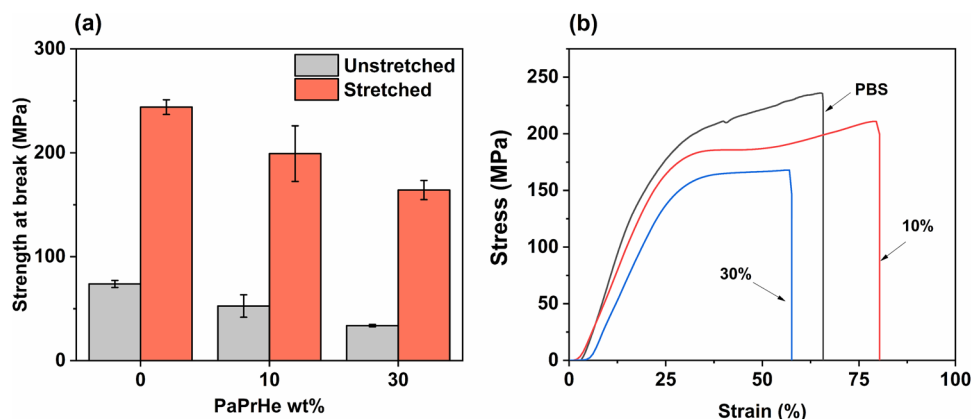 (a)
300
200
100
0
Strength at break (MPa)
Unstretched
Stretched
0 10 30
PaPrHe wt%
(b)
250
200
150
100
50
0
Stress (MPa)
PBS
10%
30%
0 25 50 75 100
Strain (%)